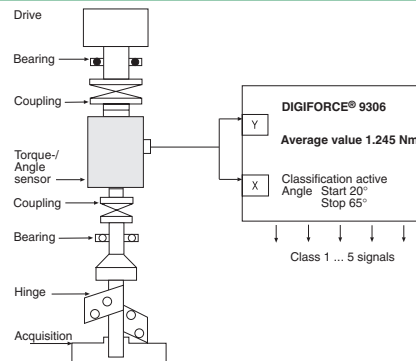 Drive
Bearing
Coupling
Torque-/
Angle
sensor
Coupling
Bearing
Hinge
Acquisition
DIGIFORCE® 9306
Y
Average value 1.245 Nm
X
Classification active
Angle Start 20°
Stop 65°
Class 1 ... 5 signals